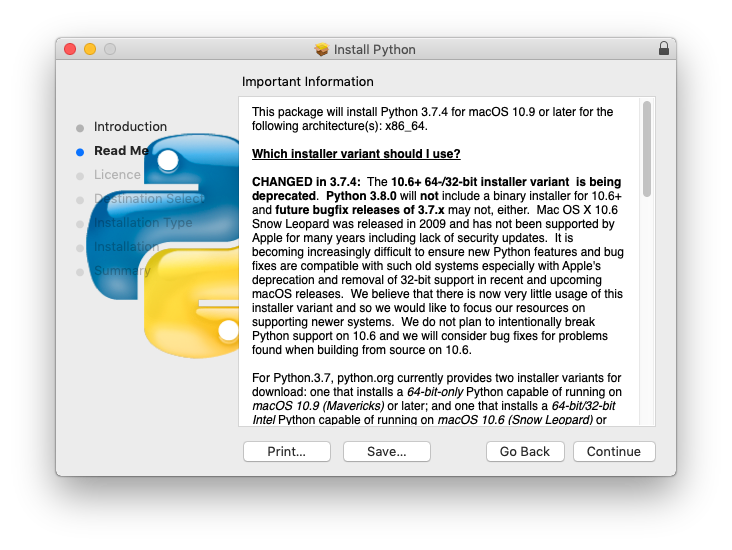 Install Python
Important Information
Introduction
Read Me
Licence
Destination Select
Installation Type
Installation
Summary
This package will install Python 3.7.4 for macOS 10.9 or later for the
following architecture(s): x86_64.
Which installer variant should I use?
CHANGED in 3.7.4:  The 10.6+ 64-/32-bit installer variant  is being
deprecated.  Python 3.8.0 will not include a binary installer for 10.6+
and future bugfix releases of 3.7.x may not, either.  Mac OS X 10.6
Snow Leopard was released in 2009 and has not been supported by
Apple for many years including lack of security updates.  It is
becoming increasingly difficult to ensure new Python features and bug
fixes are compatible with such old systems especially with Apple's
deprecation and removal of 32-bit support in recent and upcoming
macOS releases.  We believe that there is now very little usage of this
installer variant and so we would like to focus our resources on
supporting newer systems.  We do not plan to intentionally break
Python support on 10.6 and we will consider bug fixes for problems
found when building from source on 10.6.
For Python.3.7, python.org currently provides two installer variants for
download: one that installs a 64-bit-only Python capable of running on
macOS 10.9 (Mavericks) or later; and one that installs a 64-bit/32-bit
Intel Python capable of running on macOS 10.6 (Snow Leopard) or
Print...
Save...
Go Back
Continue